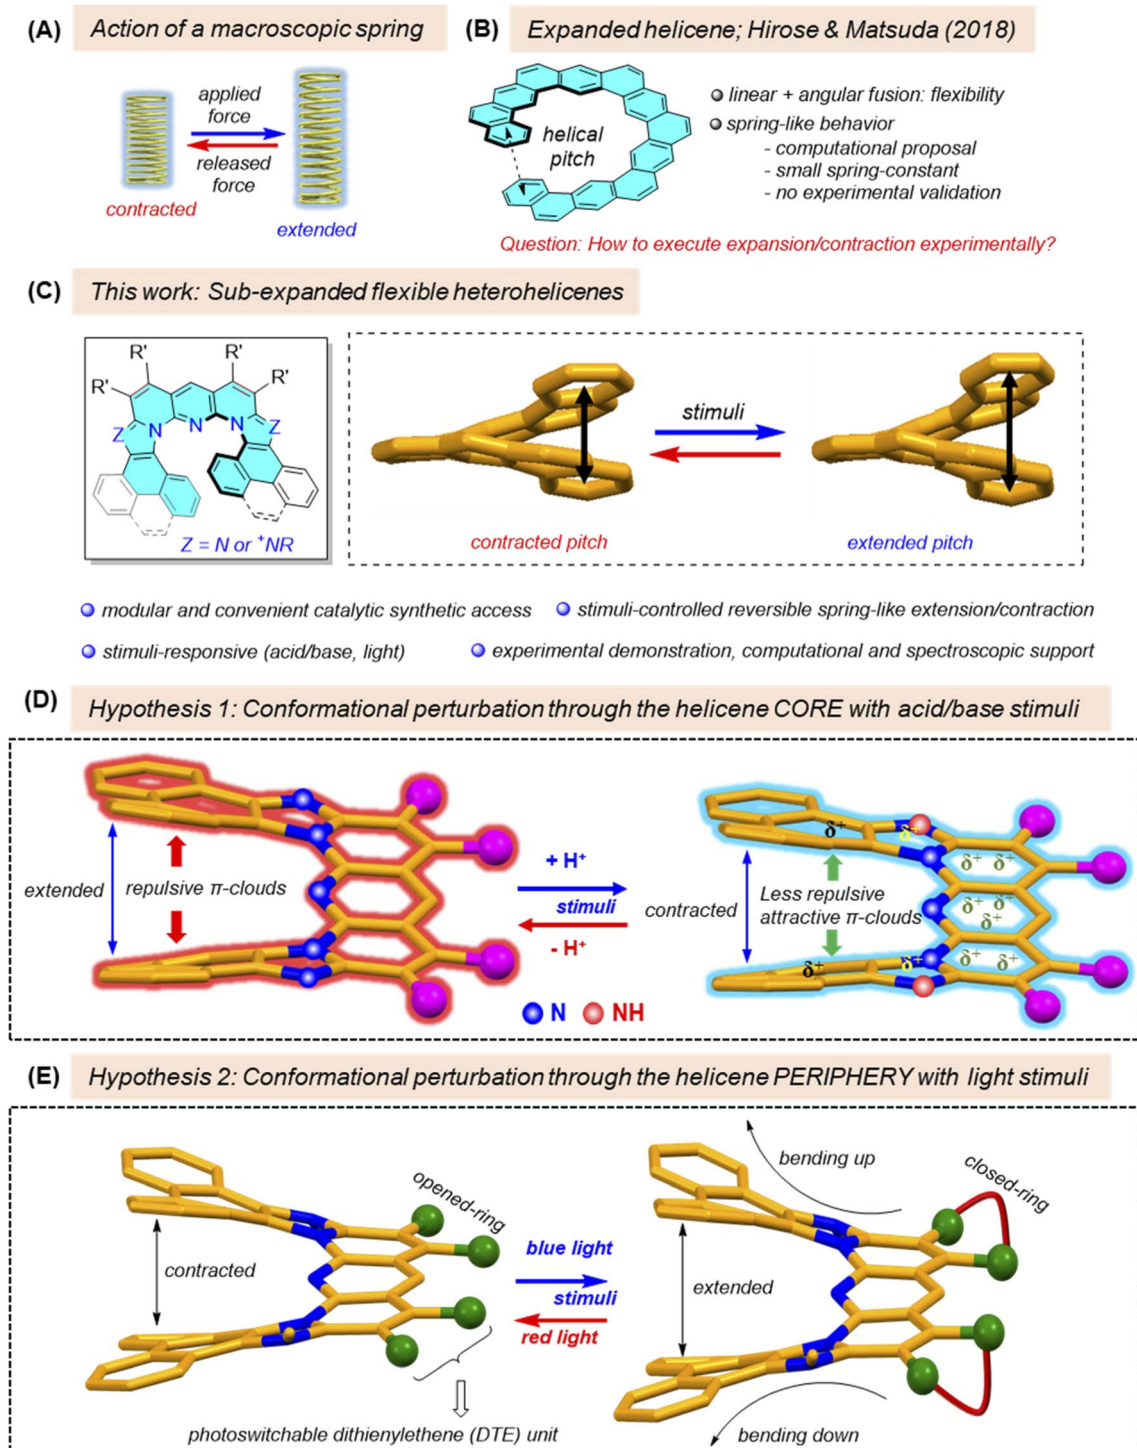 (A) Action of a macroscopic spring
applied
force
released
force
contracted
extended
(B) Expanded helicene; Hirose & Matsuda (2018)
helical
pitch
linear + angular fusion: flexibility
spring-like behavior
- computational proposal
- small spring-constant
- no experimental validation
Question: How to execute expansion/contraction experimentally?
(C) This work: Sub-expanded flexible heterohelicenes
R' R'
R' R'
Z N N N Z
Z = N or ⁺NR
stimuli
contracted pitch
extended pitch
modular and convenient catalytic synthetic access
stimuli-controlled reversible spring-like extension/contraction
stimuli-responsive (acid/base, light)
experimental demonstration, computational and spectroscopic support
(D) Hypothesis 1: Conformational perturbation through the helicene CORE with acid/base stimuli
extended
repulsive π-clouds
+ H⁺
stimuli
- H⁺
N NH
contracted
Less repulsive
attractive π-clouds
δ⁺ δ⁺
δ⁺ δ⁺
δ⁺ δ⁺
δ⁺
δ⁺ δ⁺
δ⁺ δ⁺
(E) Hypothesis 2: Conformational perturbation through the helicene PERIPHERY with light stimuli
contracted
opened-ring
blue light
stimuli
red light
photoswitchable dithienylethene (DTE) unit
bending up
closed-ring
extended
bending down